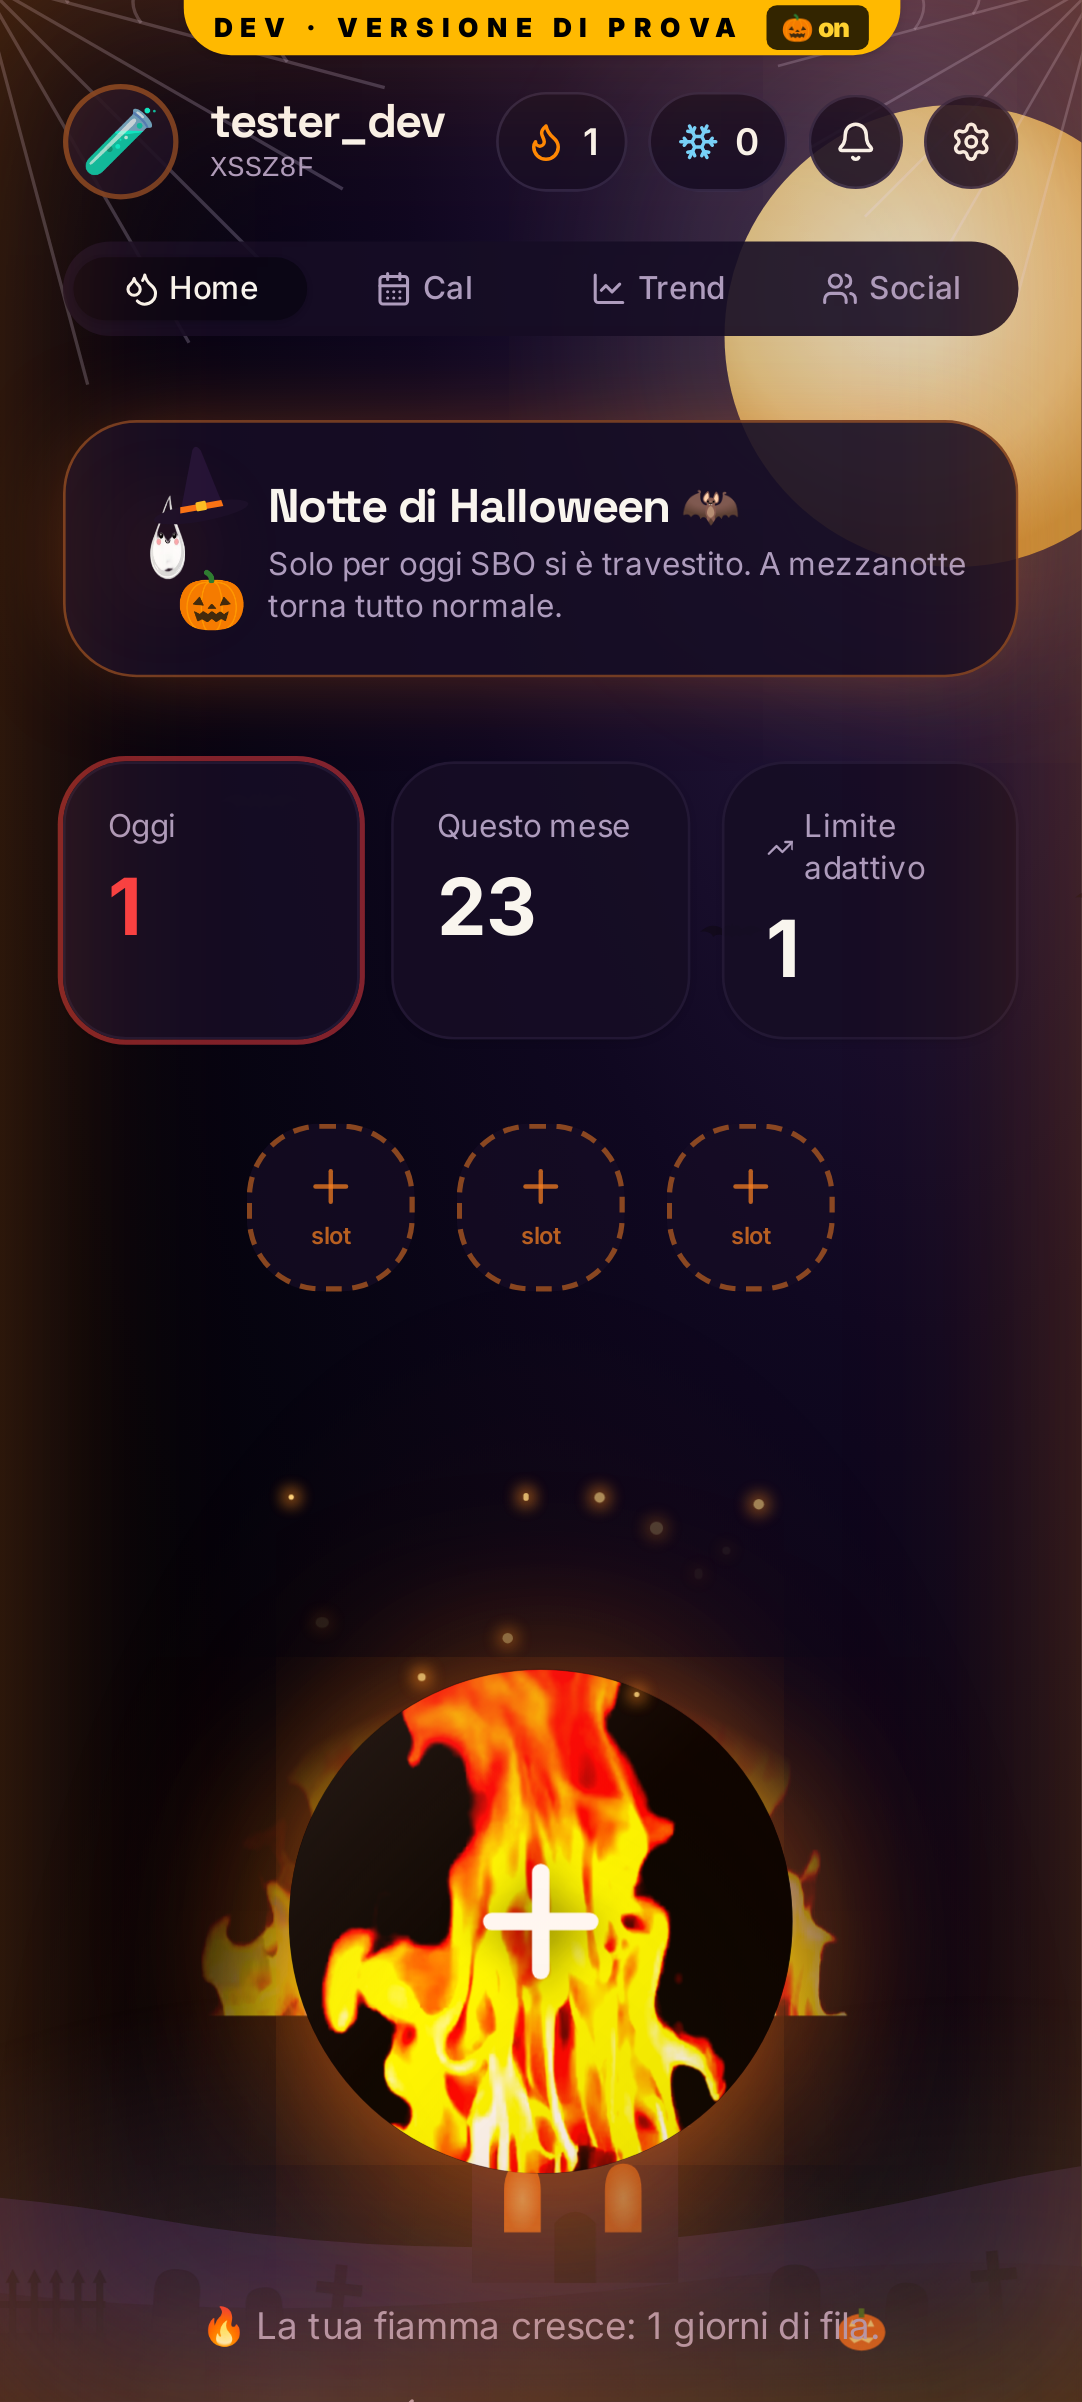 DEV · VERSIONE DI PROVA 🎃 on
tester_dev
XSSZ8F
1
0
Home
Cal
Trend
Social
Notte di Halloween 🦇
Solo per oggi SBO si è travestito. A mezzanotte
torna tutto normale.
Oggi
1
Questo mese
23
Limite
adattivo
1
slot
slot
slot
🔥 La tua fiamma cresce: 1 giorni di fila.